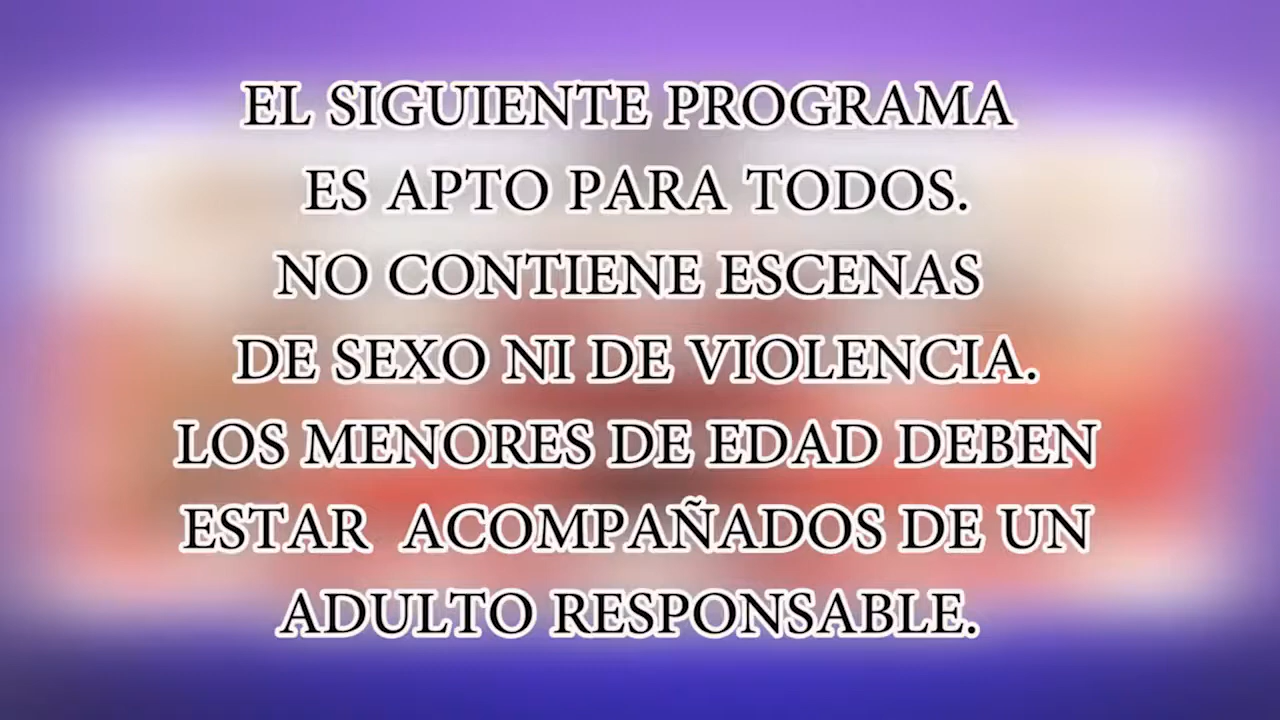 EL SIGUIENTE PROGRAMA
ES APTO PARA TODOS.
NO CONTIENE ESCENAS
DE SEXO NI DE VIOLENCIA.
LOS MENORES DE EDAD DEBEN
ESTAR ACOMPAÑADOS DE UN
ADULTO RESPONSABLE.